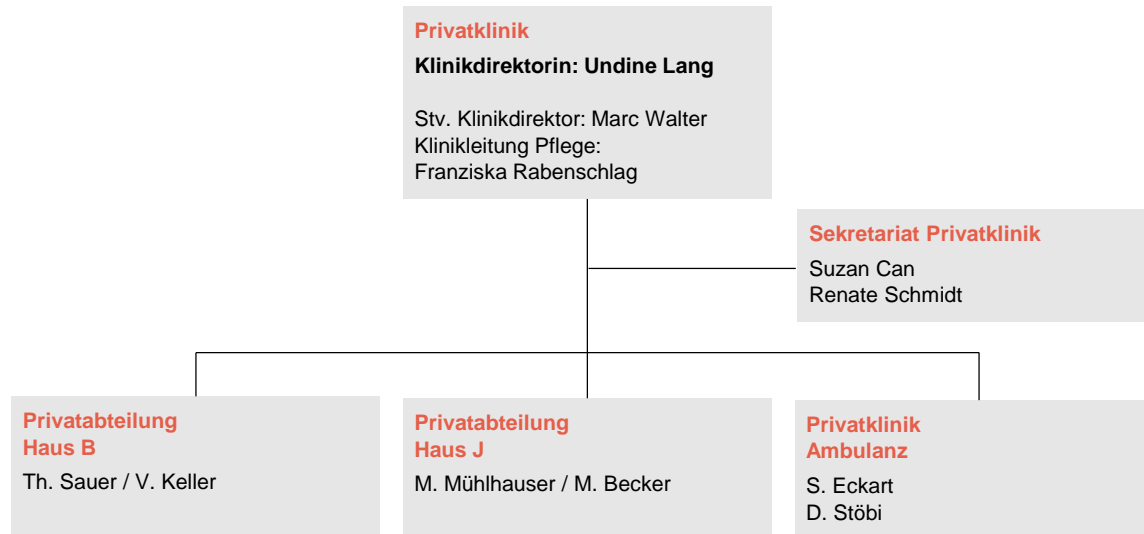 Privatklinik
Klinikdirektorin: Undine Lang
Stv. Klinikdirektor: Marc Walter
Klinikleitung Pflege:
Franziska Rabenschlag
Sekretariat Privatklinik
Suzan Can
Renate Schmidt
Privatabteilung
Haus B
Th. Sauer / V. Keller
Privatabteilung
Haus J
M. Mühlhauser / M. Becker
Privatklinik
Ambulanz
S. Eckart
D. Stöbi